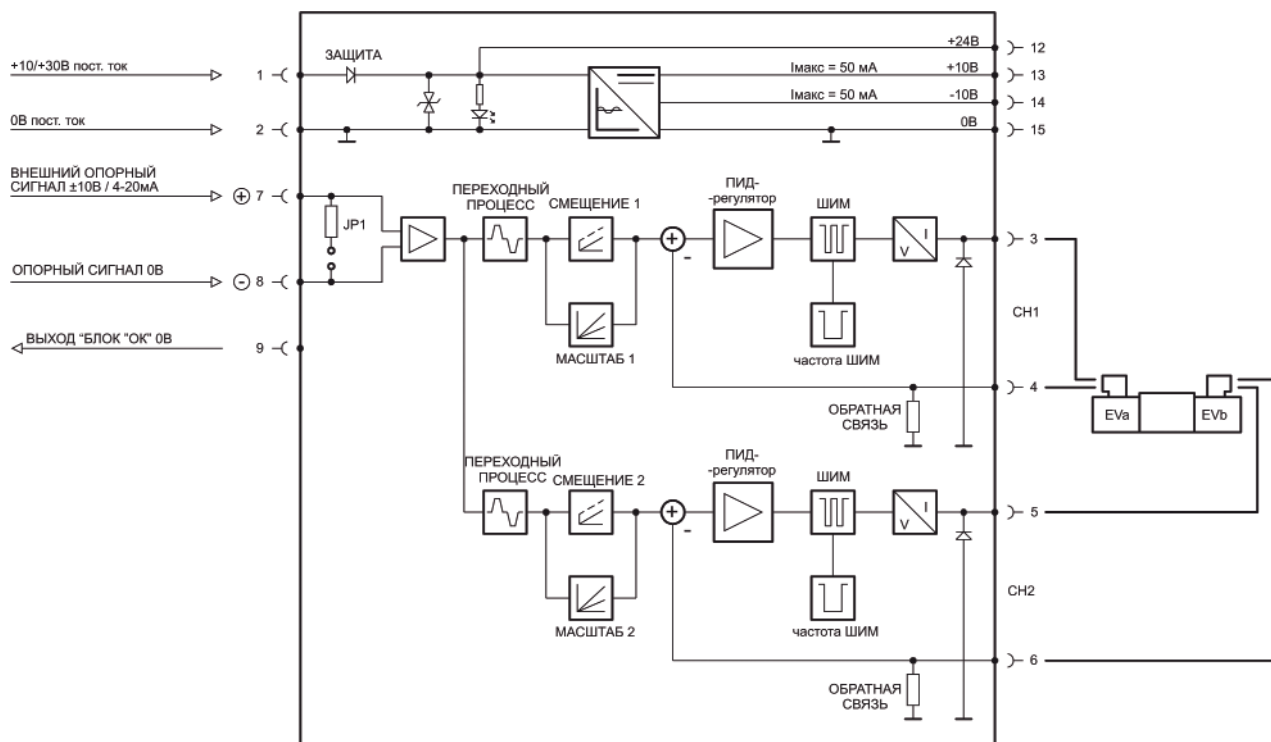 ЗАЩИТА
+24В
12
+10/+30В пост. ток
1
Iмакс = 50 мА
+10В
13
Iмакс = 50 мА
-10В
14
0В пост. ток
2
0В
15
ВНЕШНИЙ ОПОРНЫЙ
СИГНАЛ ±10В / 4-20мА
+
7
JP1
ОПОРНЫЙ СИГНАЛ 0В
-
8
ВЫХОД "БЛОК "ОК" 0В
9
ПЕРЕХОДНЫЙ
ПРОЦЕСС
СМЕЩЕНИЕ 1
МАСШТАБ 1
+
-
ПИД-
-регулятор
ШИМ
частота ШИМ
I
V
3
CH1
4
ОБРАТНАЯ
СВЯЗЬ
EVa
EVb
ПЕРЕХОДНЫЙ
ПРОЦЕСС
СМЕЩЕНИЕ 2
МАСШТАБ 2
+
-
ПИД-
-регулятор
ШИМ
частота ШИМ
I
V
5
CH2
6
ОБРАТНАЯ
СВЯЗЬ